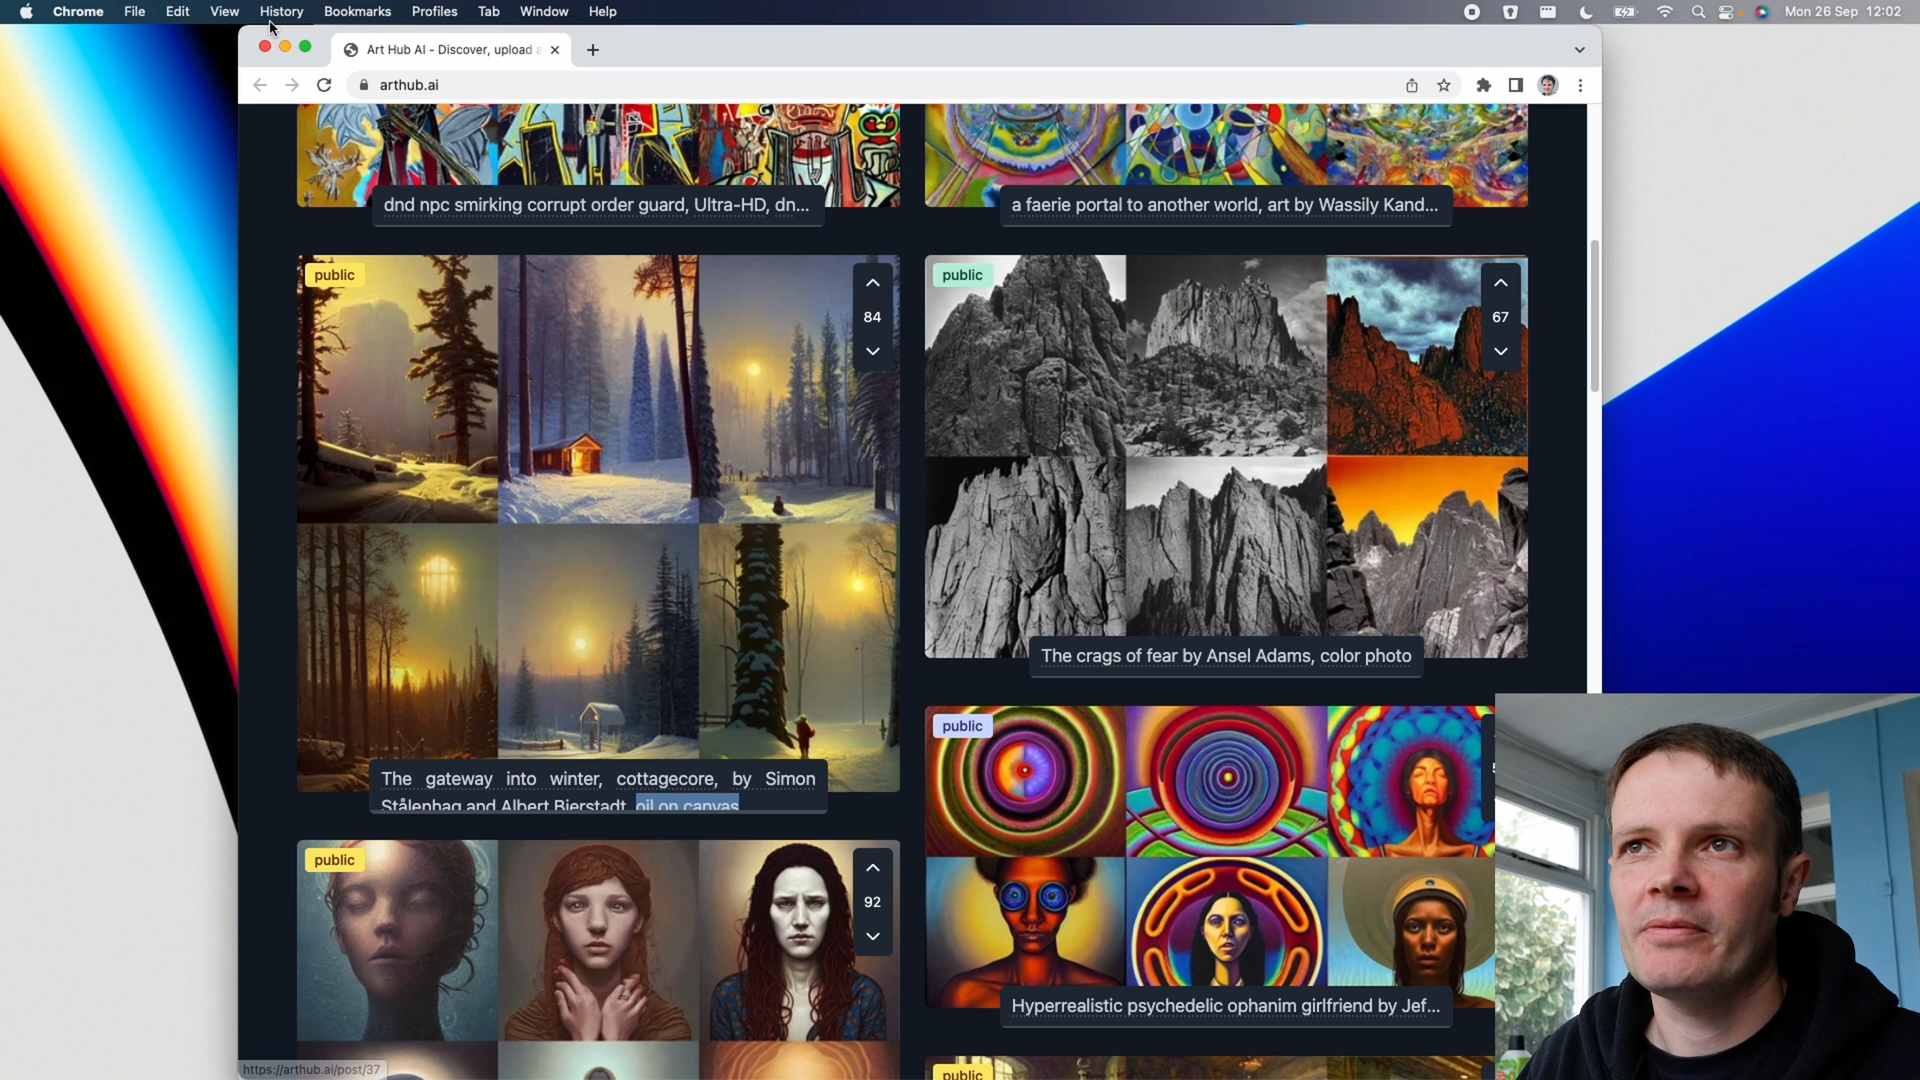 Chrome File Edit View History Bookmarks Profiles Tab Window Help
Mon 26 Sep 12:02
Art Hub AI - Discover, upload a
arthub.ai
dnd npc smirking corrupt order guard, Ultra-HD, dn...
a faerie portal to another world, art by Wassily Kand...
public
84
public
67
The gateway into winter, cottagecore, by Simon
Stålenhag and Albert Bierstadt, oil on canvas
The crags of fear by Ansel Adams, color photo
public
public
92
Hyperrealistic psychedelic ophanim girlfriend by Jef...
public
https://arthub.ai/post/37